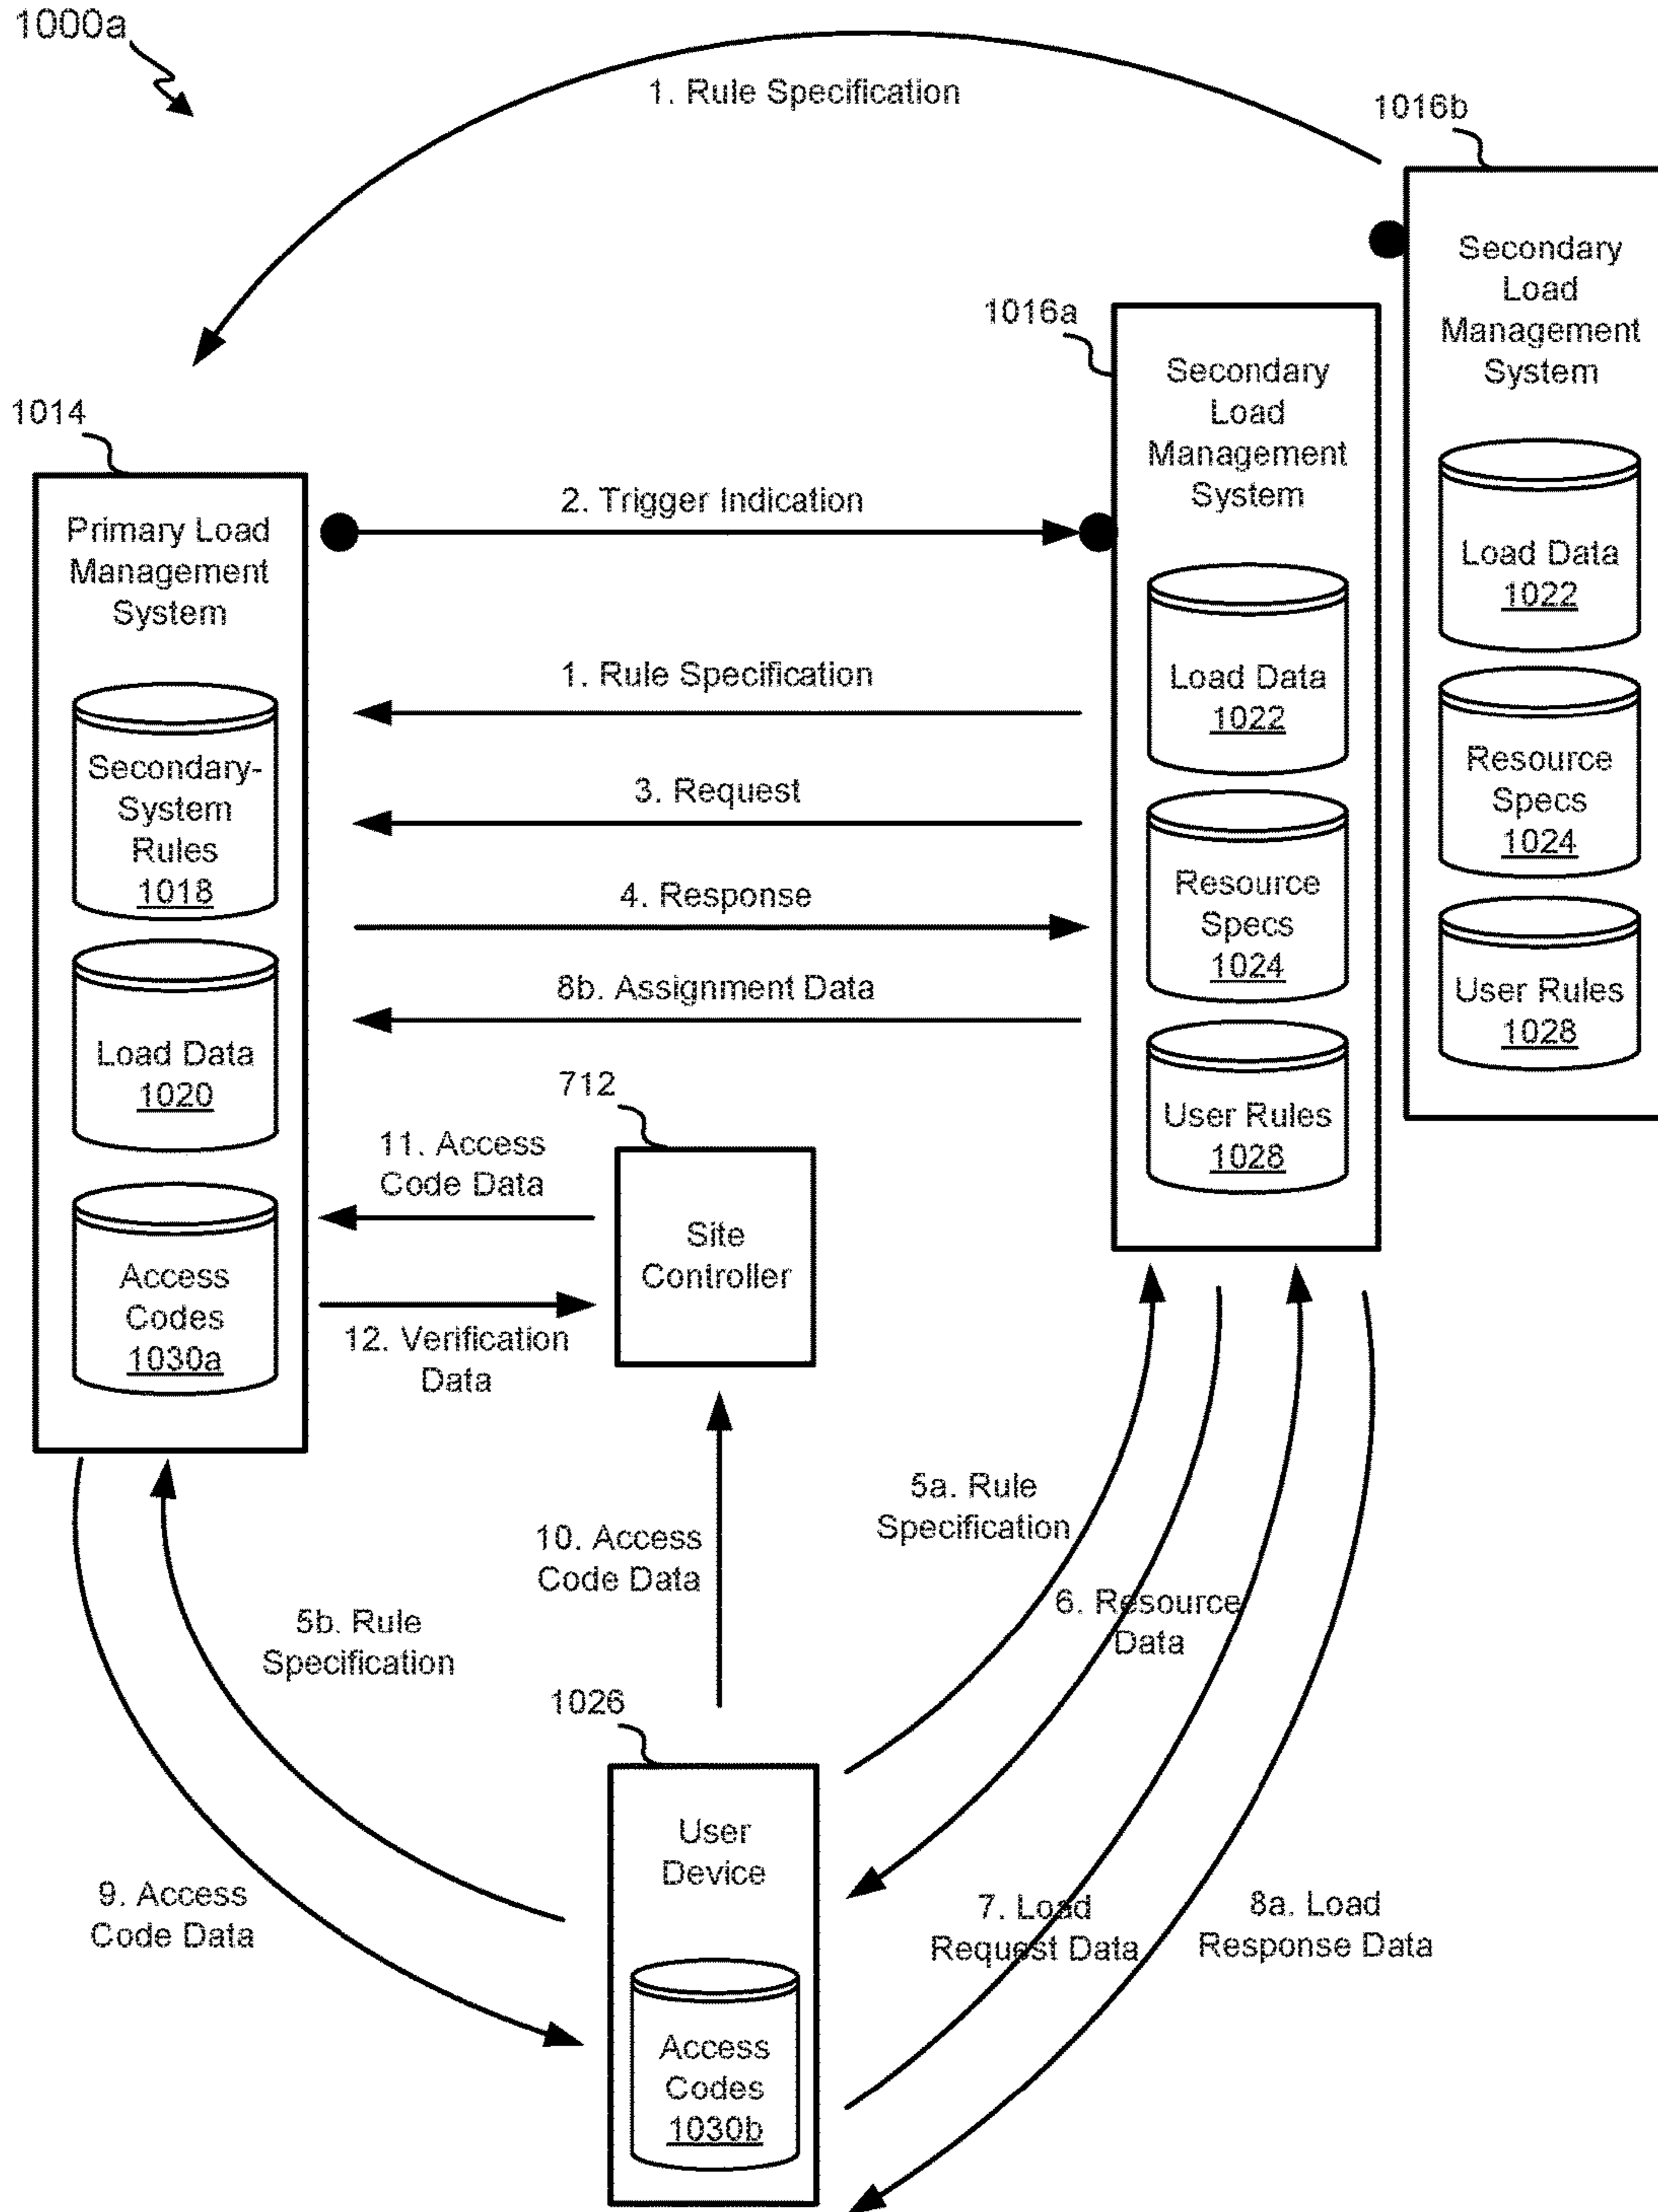 1000a
1. Rule Specification
1016b
Secondary
Load
Management
System
Load Data
1022
Resource
Specs
1024
User Rules
1028
1016a
Secondary
Load
Management
System
Load Data
1022
Resource
Specs
1024
User Rules
1028
1014
Primary Load
Management
System
Secondary-
System
Rules
1018
Load Data
1020
Access
Codes
1030a
2. Trigger Indication
1. Rule Specification
3. Request
4. Response
8b. Assignment Data
712
Site
Controller
11. Access
Code Data
12. Verification
Data
10. Access
Code Data
5a. Rule
Specification
6. Resource
Data
5b. Rule
Specification
1026
User
Device
Access
Codes
1030b
9. Access
Code Data
7. Load
Request Data
8a. Load
Response Data